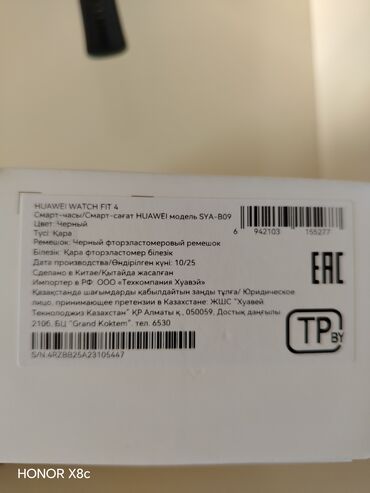 HUAWEI WATCH FIT 4
Смарт-часы/Смарт-сағат HUAWEI модель SYA-B09
Цвет: Черный
Түсі: Қара
Ремешок: Черный фторэластомеровый ремешок
Білезік: Қара фторэластомер білезік
Дата производства/Өндірілген күні: 10/25
Сделано в Китае/Қытайда жасалған
Импортер в РФ: ООО «Техкомпания Хуавэй»
Қазақстанда шағымдарды қабылдайтын заңды тұлға/ Юридическое
лицо, принимающее претензии в Казахстане: ЖШС "Хуавей
Текнолоджиз Казахстан" ҚР Алматы қ., 050059, Достық даңғылы
210б, БЦ "Grand Koktem", тел. 6530
S/N:4RZBB25A23105447
6 942103 155277
EAC
TP BY
HONOR X8c